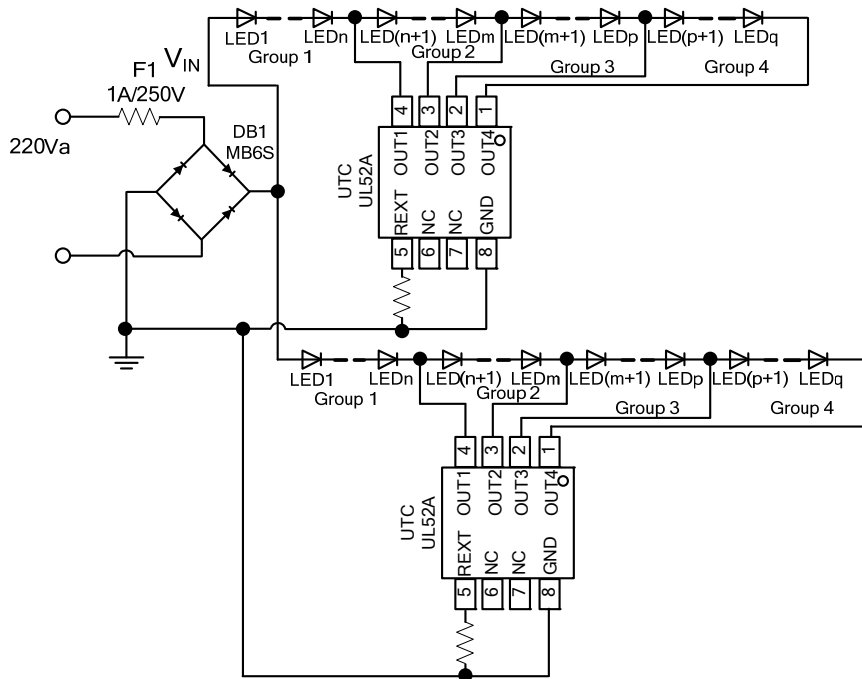 LED1 LEDn LED(n+1) LEDm LED(m+1) LEDp LED(p+1) LEDq
Group 1 Group 2 Group 3 Group 4
VIN
F1
1A/250V
220Va
DB1
MB6S
4 3 2 1
OUT1 OUT2 OUT3 OUT4
UTC
UL52A
REXT NC NC GND
5 6 7 8
LED1 LEDn LED(n+1) LEDm LED(m+1) LEDp LED(p+1) LEDq
Group 1 Group 2 Group 3 Group 4
4 3 2 1
OUT1 OUT2 OUT3 OUT4
UTC
UL52A
REXT NC NC GND
5 6 7 8